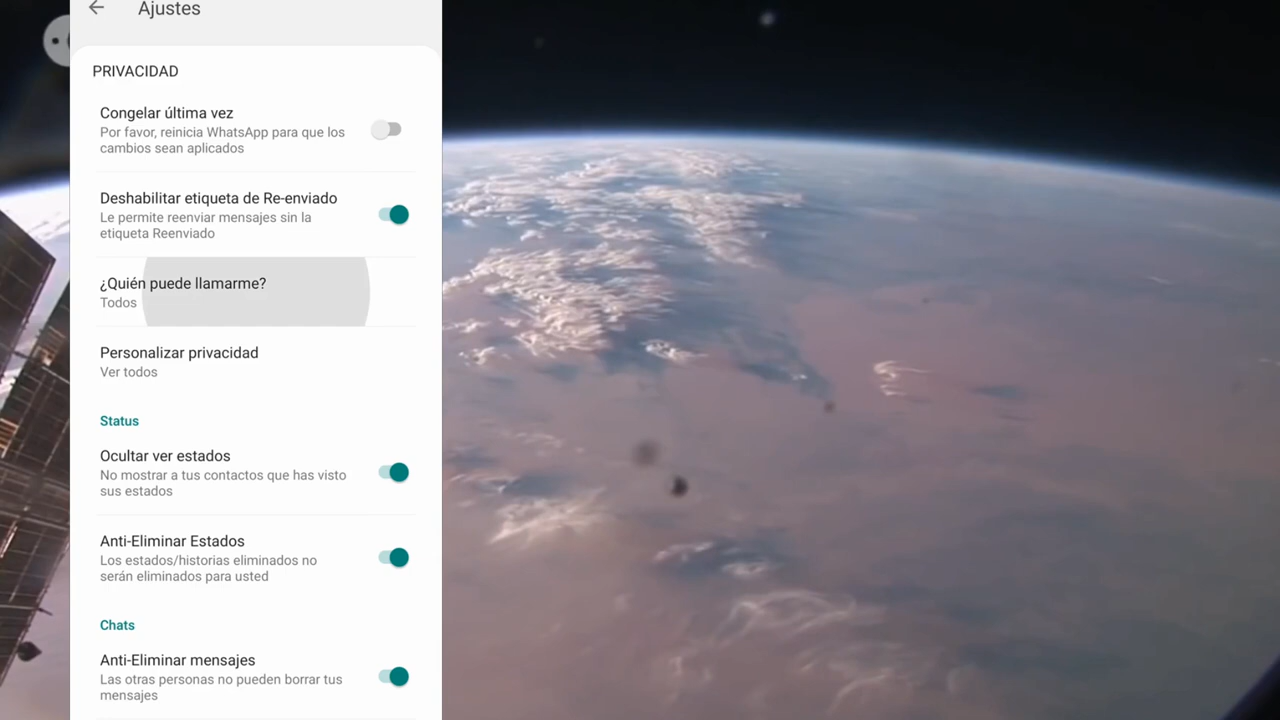 Ajustes
PRIVACIDAD
Congelar última vez
Por favor, reinicia WhatsApp para que los
cambios sean aplicados
Deshabilitar etiqueta de Re-enviado
Le permite reenviar mensajes sin la
etiqueta Reenviado
¿Quién puede llamarme?
Todos
Personalizar privacidad
Ver todos
Status
Ocultar ver estados
No mostrar a tus contactos que has visto
sus estados
Anti-Eliminar Estados
Los estados/historias eliminados no
serán eliminados para usted
Chats
Anti-Eliminar mensajes
Las otras personas no pueden borrar tus
mensajes